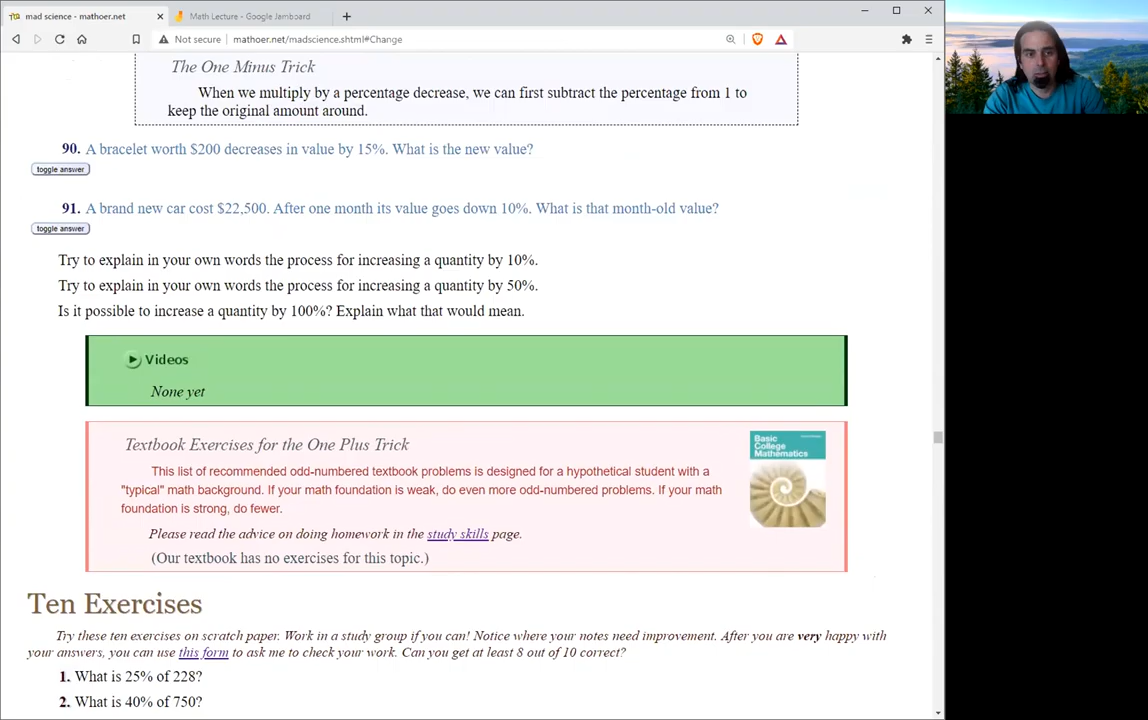 mad science - mathoer.net
Math Lecture - Google Jamboard
Not secure
mathoer.net/madscience.shtml#Change
The One Minus Trick
When we multiply by a percentage decrease, we can first subtract the percentage from 1 to
keep the original amount around.
90. A bracelet worth $200 decreases in value by 15%. What is the new value?
toggle answer
91. A brand new car cost $22,500. After one month its value goes down 10%. What is that month-old value?
toggle answer
Try to explain in your own words the process for increasing a quantity by 10%.
Try to explain in your own words the process for increasing a quantity by 50%.
Is it possible to increase a quantity by 100%? Explain what that would mean.
Videos
None yet
Textbook Exercises for the One Plus Trick
Basic
College
Mathematics
This list of recommended odd-numbered textbook problems is designed for a hypothetical student with a
"typical" math background. If your math foundation is weak, do even more odd-numbered problems. If your math
foundation is strong, do fewer.
Please read the advice on doing homework in the study skills page.
(Our textbook has no exercises for this topic.)
Ten Exercises
Try these ten exercises on scratch paper. Work in a study group if you can! Notice where your notes need improvement. After you are very happy with
your answers, you can use this form to ask me to check your work. Can you get at least 8 out of 10 correct?
1. What is 25% of 228?
2. What is 40% of 750?